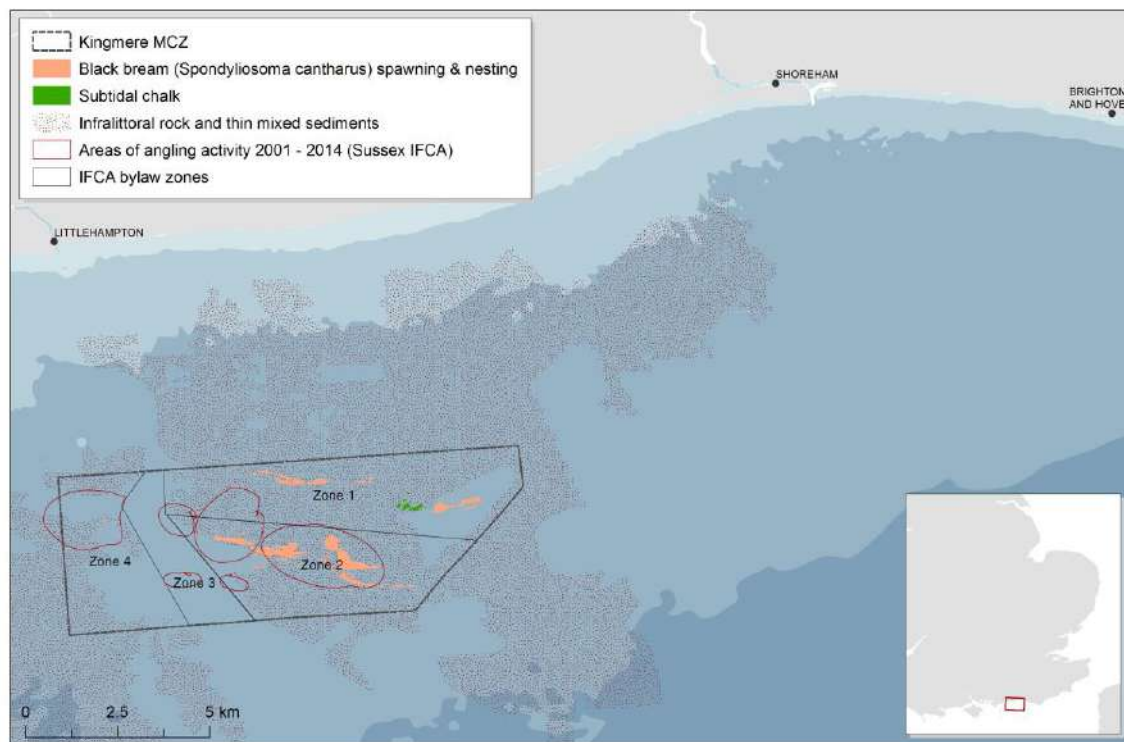 Kingmere MCZ
Black bream (Spondyliosoma cantharus) spawning & nesting
Subtidal chalk
Infralittoral rock and thin mixed sediments
Areas of angling activity 2001 - 2014 (Sussex IFCA)
IFCA bylaw zones
SHOREHAM
BRIGHTON
AND HOVE
LITTLEHAMPTON
Zone 1
Zone 2
Zone 3
Zone 4
0 2.5 5 km